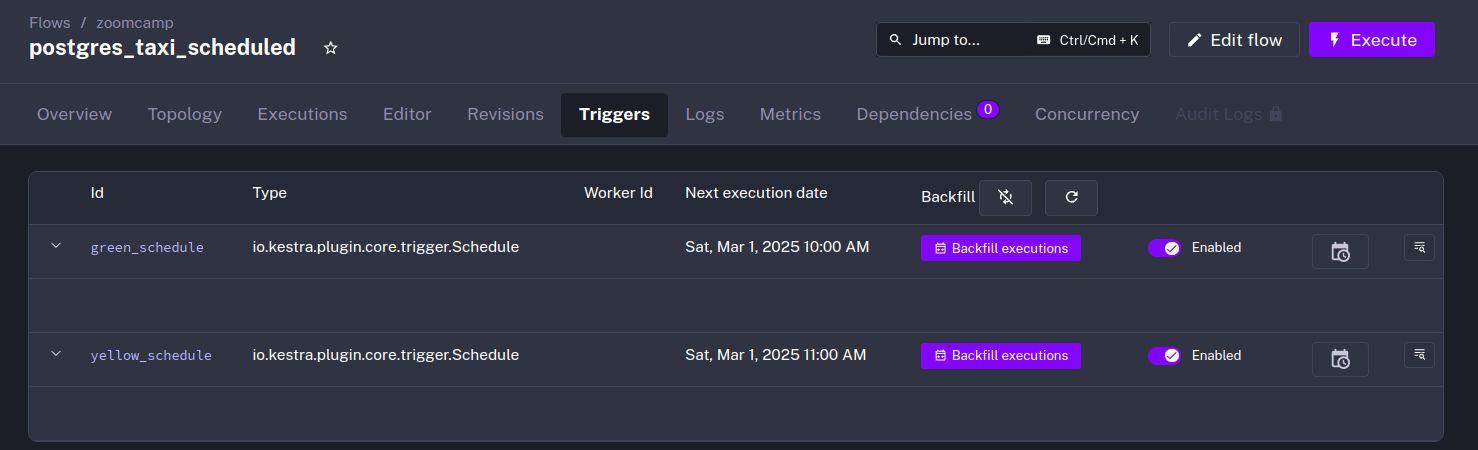 Flows / zoomcamp
postgres_taxi_scheduled
Jump to... Ctrl/Cmd + K Edit flow Execute
Overview Topology Executions Editor Revisions Triggers Logs Metrics Dependencies 0 Concurrency Audit Logs
Id Type Worker Id Next execution date Backfill
green_schedule io.kestra.plugin.core.trigger.Schedule Sat, Mar 1, 2025 10:00 AM Backfill executions Enabled
yellow_schedule io.kestra.plugin.core.trigger.Schedule Sat, Mar 1, 2025 11:00 AM Backfill executions Enabled